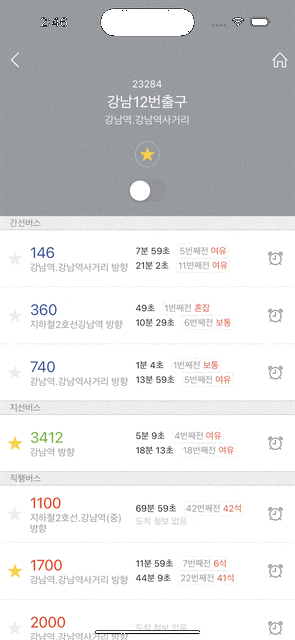 2:46
23284
강남12번출구
강남역.강남역사거리
간선버스
146 7분 59초 5번째전 여유
강남역.강남역사거리 방향 21분 2초 11번째전 여유
360 49초 1번째전 혼잡
지하철2호선강남역 방향 10분 29초 6번째전 보통
740 1분 4초 1번째전 보통
강남역.강남역사거리 방향 13분 59초 5번째전 여유
지선버스
3412 5분 9초 4번째전 여유
강남역 방향 18분 13초 18번째전 여유
직행버스
1100 69분 59초 42번째전 42석
지하철2호선.강남역(중) 도착 정보 없음
방향
1700 11분 59초 7번째전 6석
강남역.강남역사거리 방향 44분 9초 22번째전 41석
2000 도착 정보 없음
강남역.강남역사거리 방향